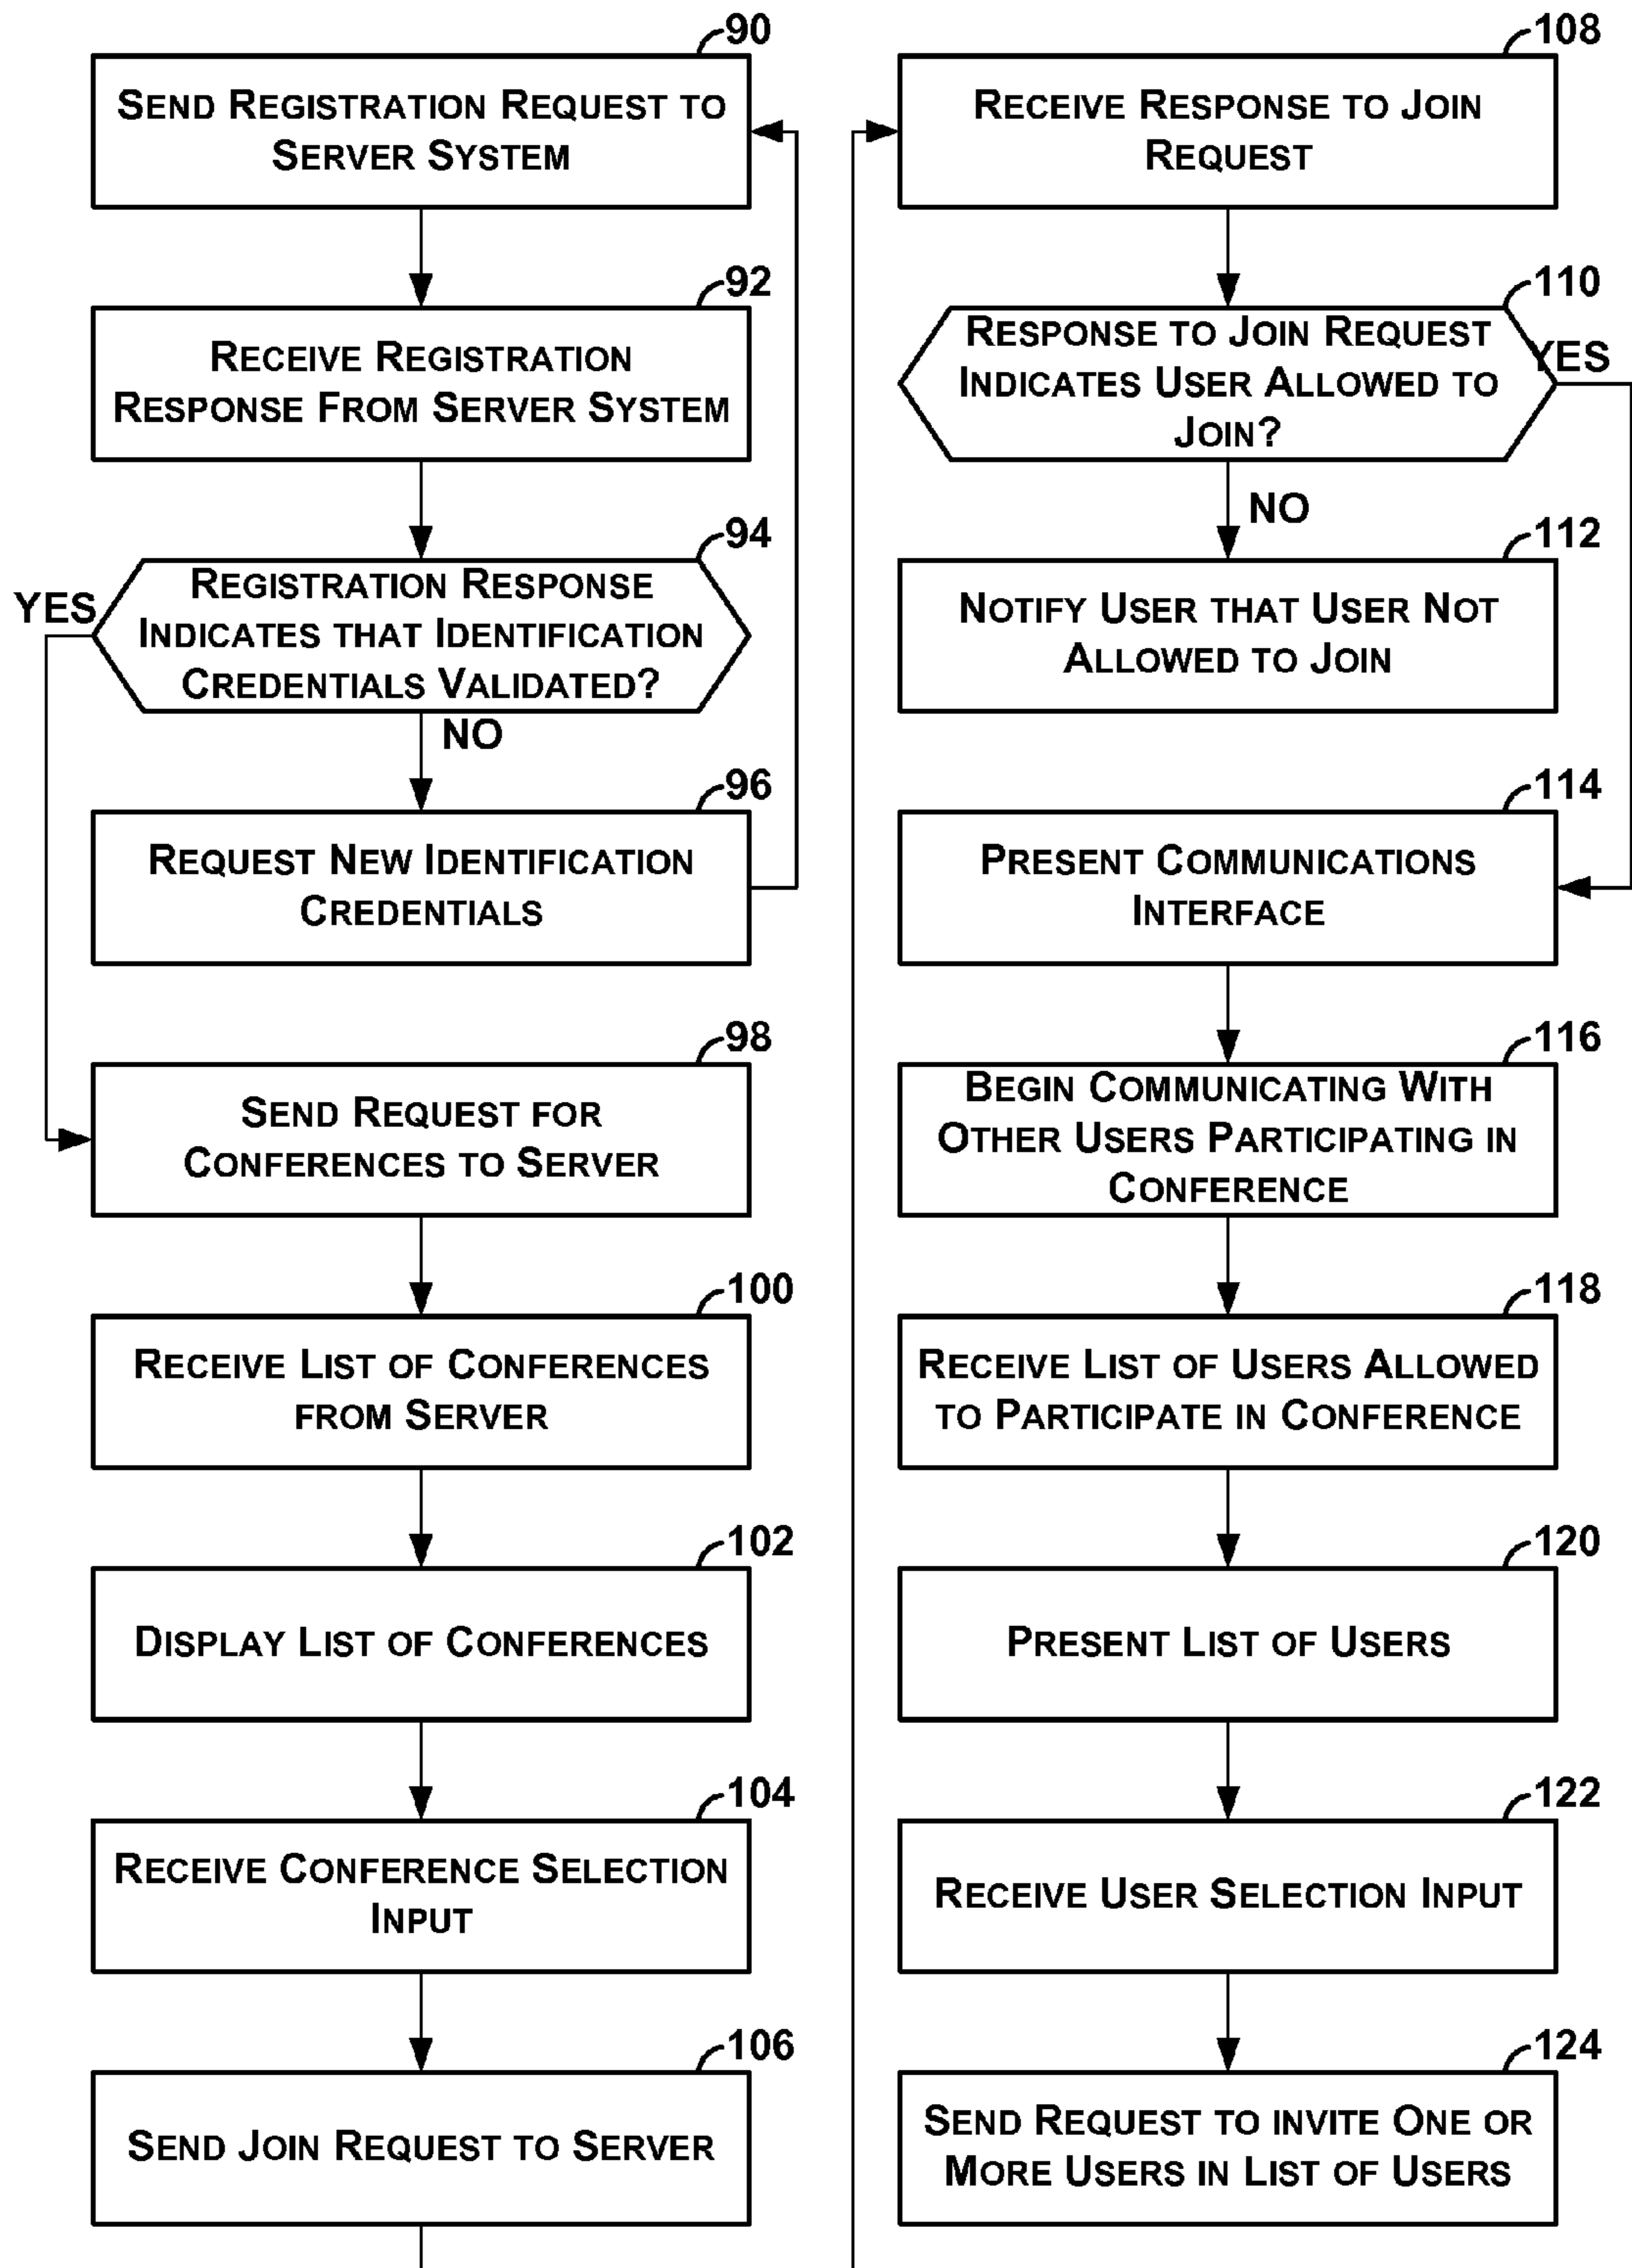 90
SEND REGISTRATION REQUEST TO
SERVER SYSTEM
92
RECEIVE REGISTRATION
RESPONSE FROM SERVER SYSTEM
94
YES
REGISTRATION RESPONSE
INDICATES THAT IDENTIFICATION
CREDENTIALS VALIDATED?
NO
96
REQUEST NEW IDENTIFICATION
CREDENTIALS
98
SEND REQUEST FOR
CONFERENCES TO SERVER
100
RECEIVE LIST OF CONFERENCES
FROM SERVER
102
DISPLAY LIST OF CONFERENCES
104
RECEIVE CONFERENCE SELECTION
INPUT
106
SEND JOIN REQUEST TO SERVER
108
RECEIVE RESPONSE TO JOIN
REQUEST
110
RESPONSE TO JOIN REQUEST
INDICATES USER ALLOWED TO
JOIN?
YES
NO
112
NOTIFY USER THAT USER NOT
ALLOWED TO JOIN
114
PRESENT COMMUNICATIONS
INTERFACE
116
BEGIN COMMUNICATING WITH
OTHER USERS PARTICIPATING IN
CONFERENCE
118
RECEIVE LIST OF USERS ALLOWED
TO PARTICIPATE IN CONFERENCE
120
PRESENT LIST OF USERS
122
RECEIVE USER SELECTION INPUT
124
SEND REQUEST TO INVITE ONE OR
MORE USERS IN LIST OF USERS